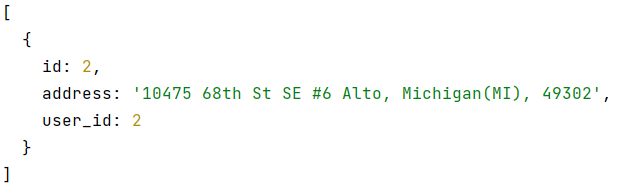 [
  {
    id: 2,
    address: '10475 68th St SE #6 Alto, Michigan(MI), 49302',
    user_id: 2
  }
]